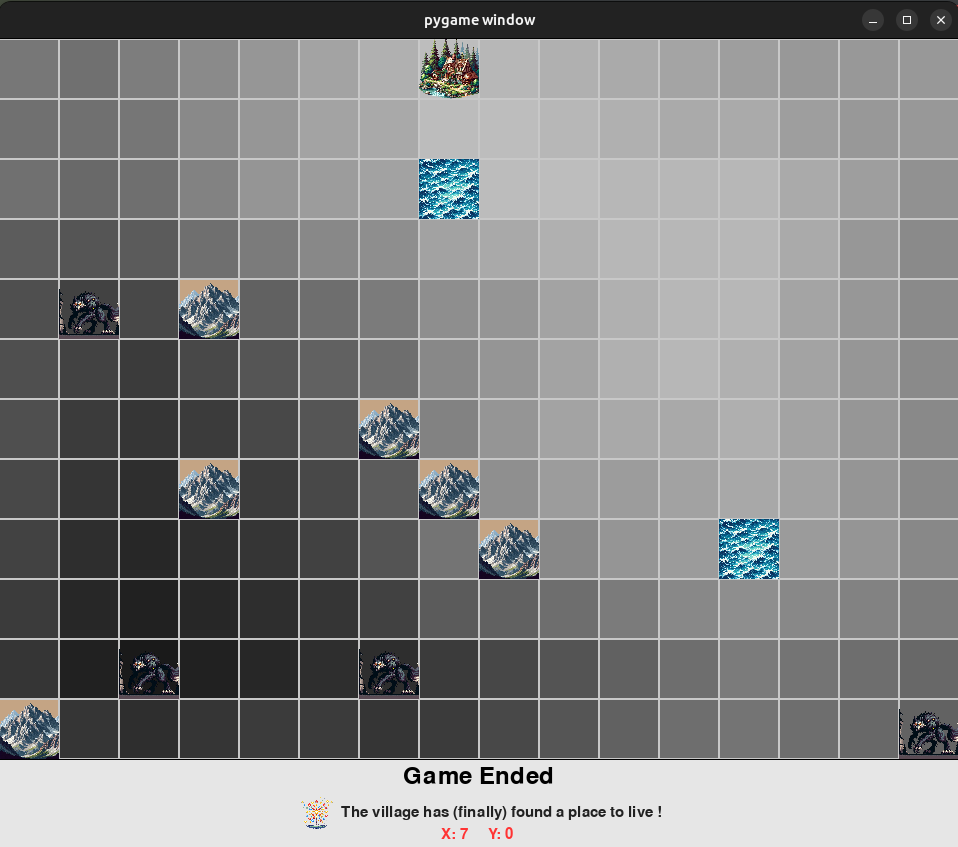 pygame window
Game Ended
The village has (finally) found a place to live !
X: 7 Y: 0